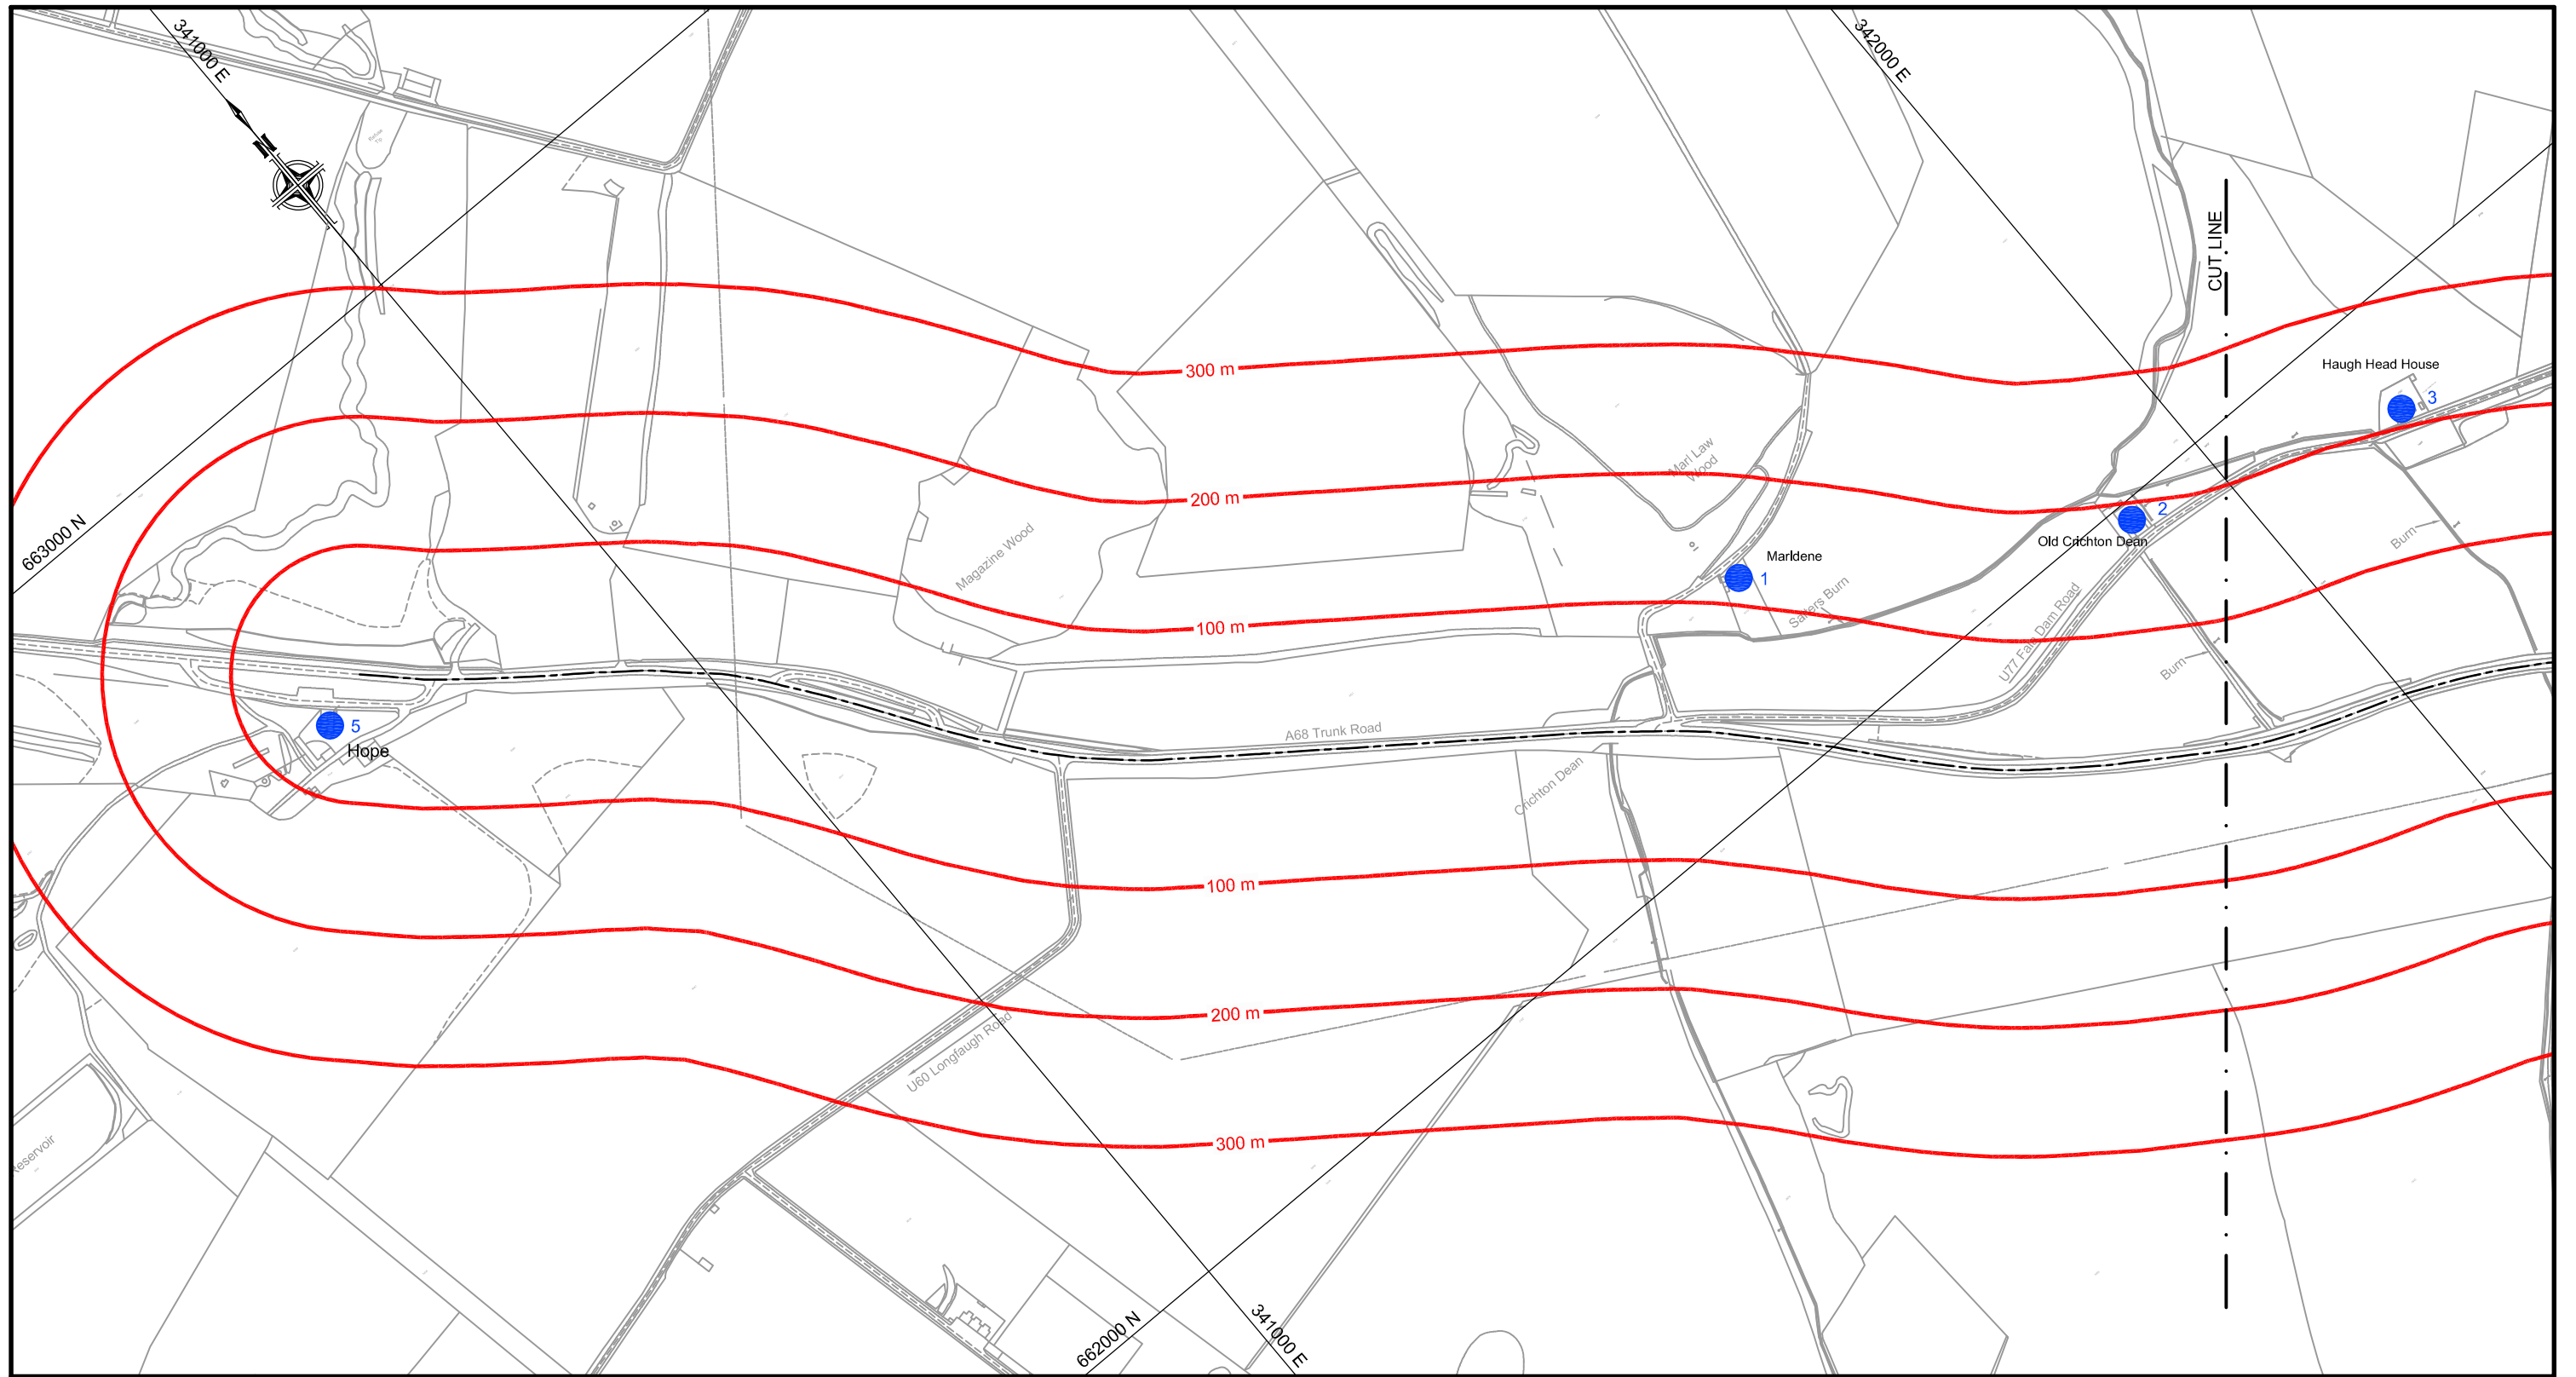 341000 E
342000 E
N
CUT LINE
Haugh Head House
3
300 m
Marl Law
Wood
200 m
2
Old Crichton Dean
Burn
663000 N
Magazine Wood
Marldene
1
Salters Burn
100 m
U77 Fala Dam Road
Burn
5
Hope
A68 Trunk Road
Crichton Dean
100 m
200 m
U60 Longfaugh Road
300 m
Reservoir
662000 N
341000 E